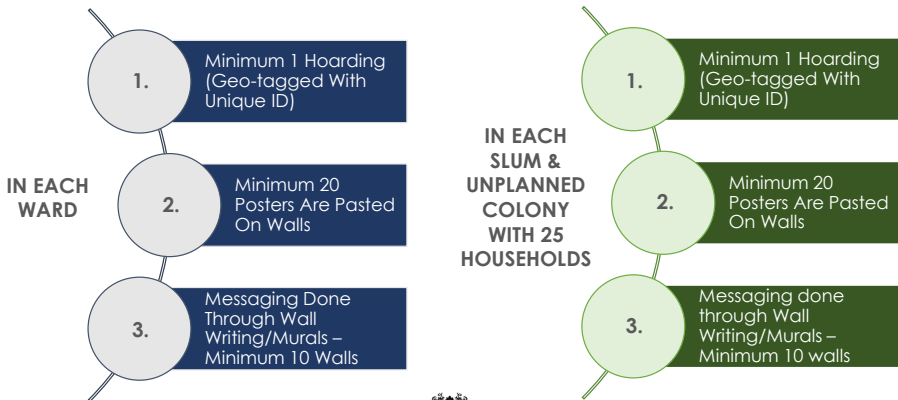 IN EACH
WARD
1.
Minimum 1 Hoarding
(Geo-tagged With
Unique ID)
2.
Minimum 20
Posters Are Pasted
On Walls
3.
Messaging Done
Through Wall
Writing/Murals –
Minimum 10 Walls
IN EACH
SLUM &
UNPLANNED
COLONY
WITH 25
HOUSEHOLDS
1.
Minimum 1 Hoarding
(Geo-tagged With
Unique ID)
2.
Minimum 20
Posters Are Pasted
On Walls
3.
Messaging done
through Wall
Writing/Murals –
Minimum 10 walls